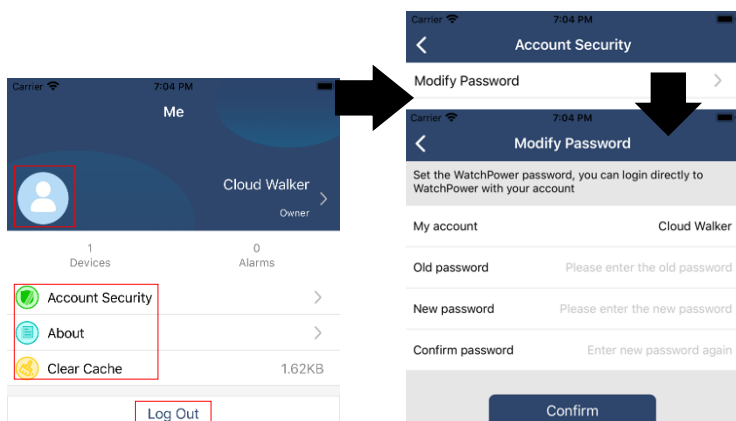 Carrier 7:04 PM
Me
Cloud Walker
Owner
1 0
Devices Alarms
Account Security
About
Clear Cache 1.62KB
Log Out
Carrier 7:04 PM
Account Security
Modify Password
Carrier 7:04 PM
Modify Password
Set the WatchPower password, you can login directly to
WatchPower with your account
My account Cloud Walker
Old password Please enter the old password
New password Please enter the new password
Confirm password Enter new password again
Confirm